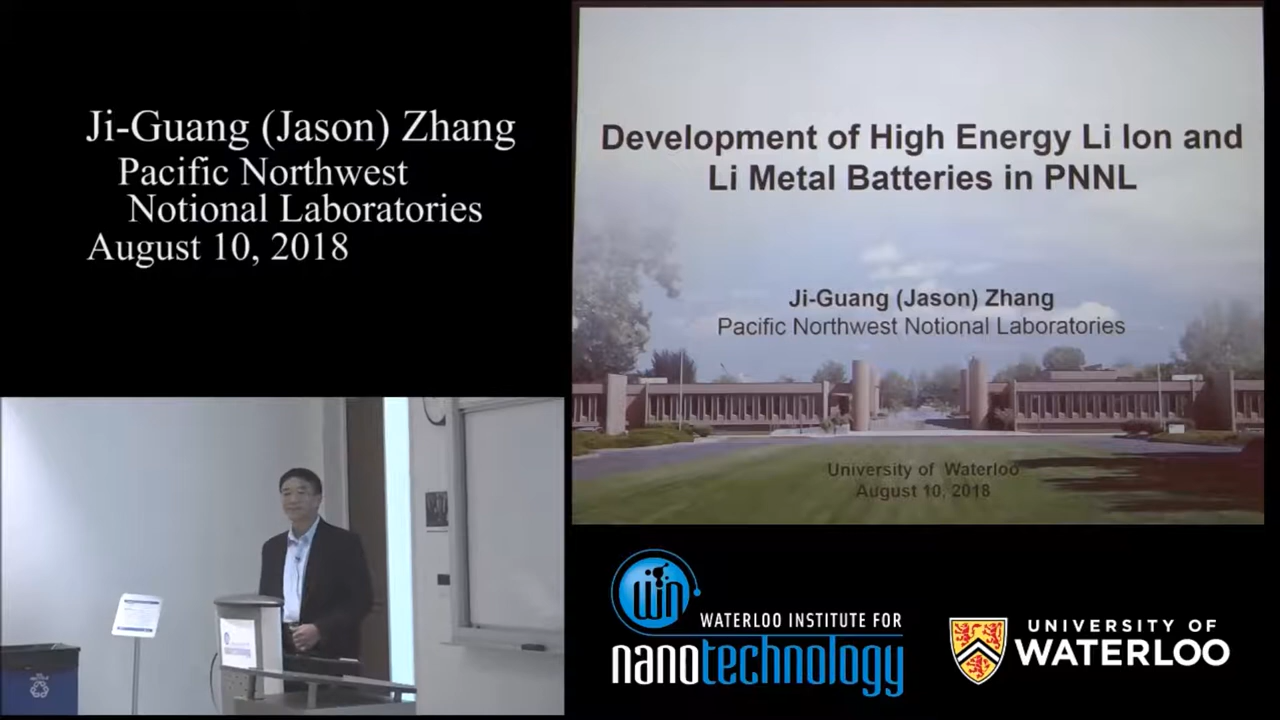 Ji-Guang (Jason) Zhang
Pacific Northwest
Notional Laboratories
August 10, 2018
Development of High Energy Li Ion and
Li Metal Batteries in PNNL
Ji-Guang (Jason) Zhang
Pacific Northwest Notional Laboratories
University of Waterloo
August 10, 2018
WIN
WATERLOO INSTITUTE FOR
nanotechnology
UNIVERSITY OF
WATERLOO